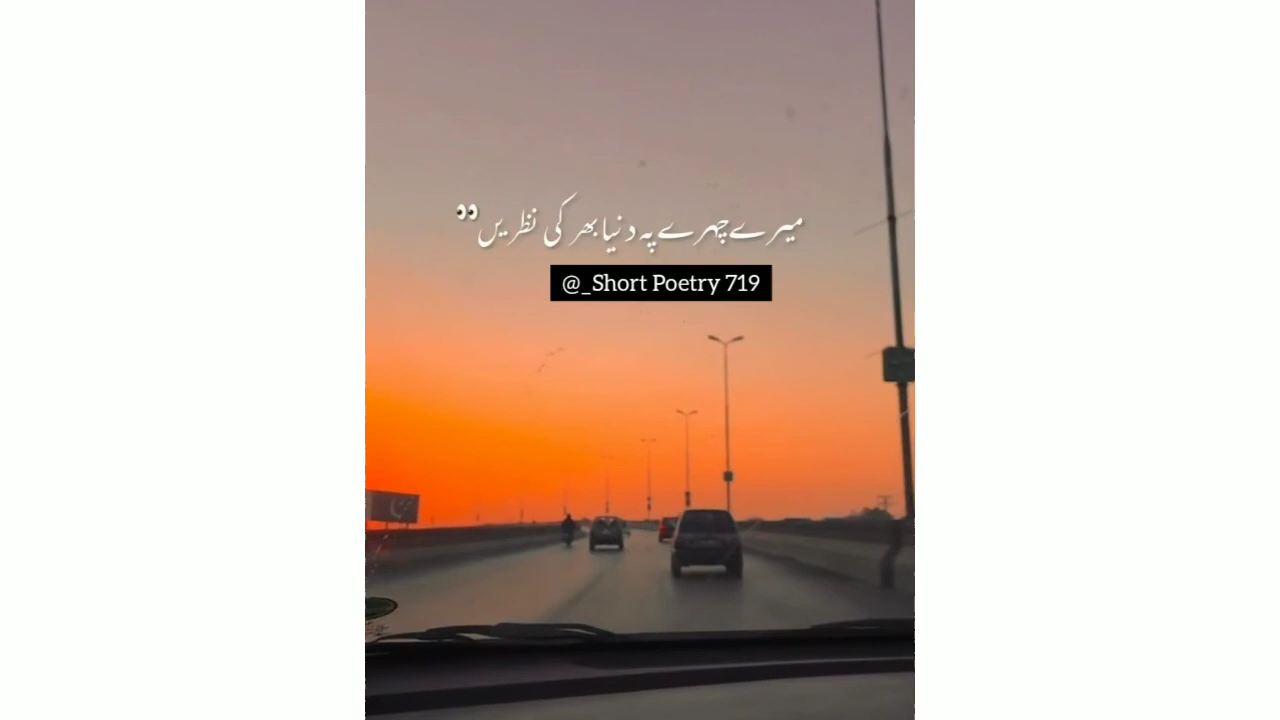 میرے چہرے پہ دنیا بھر کی نظریں 👀
@_Short Poetry 719